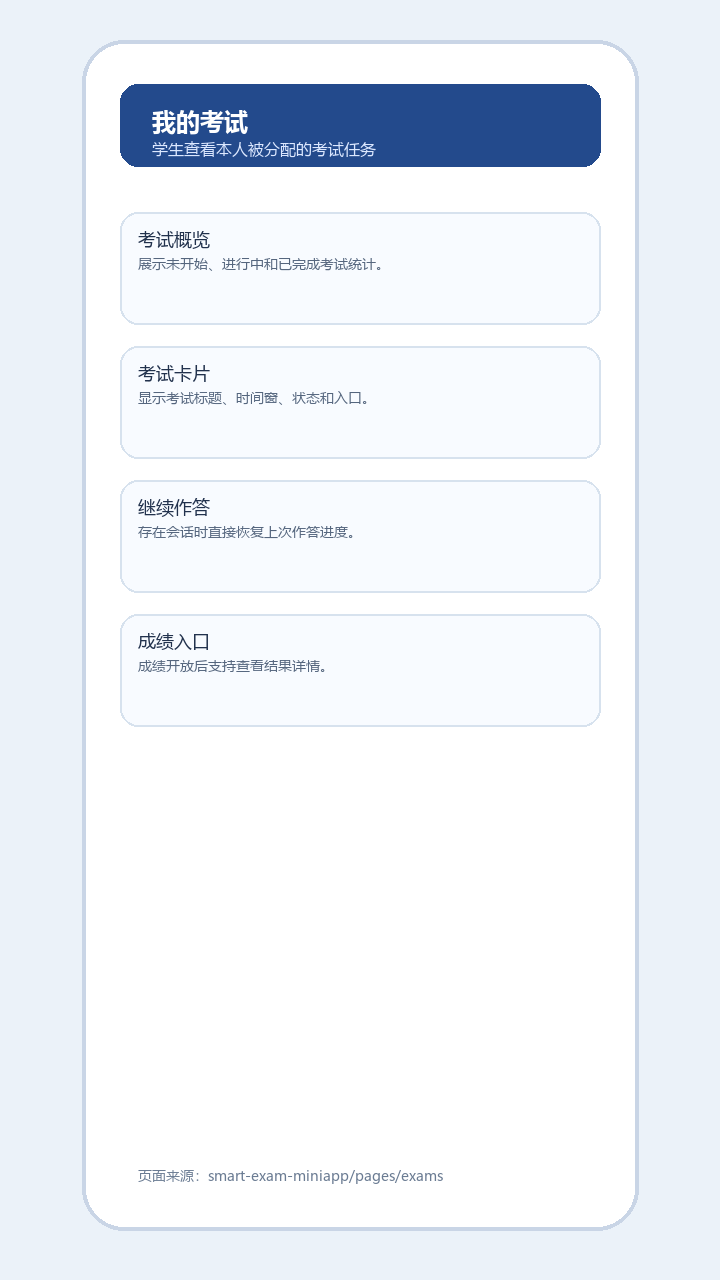 我的考试
学生查看本人被分配的考试任务
考试概览
展示未开始、进行中和已完成考试统计。
考试卡片
显示考试标题、时间窗、状态和入口。
继续作答
存在会话时直接恢复上次作答进度。
成绩入口
成绩开放后支持查看结果详情。
页面来源：smart-exam-miniapp/pages/exams